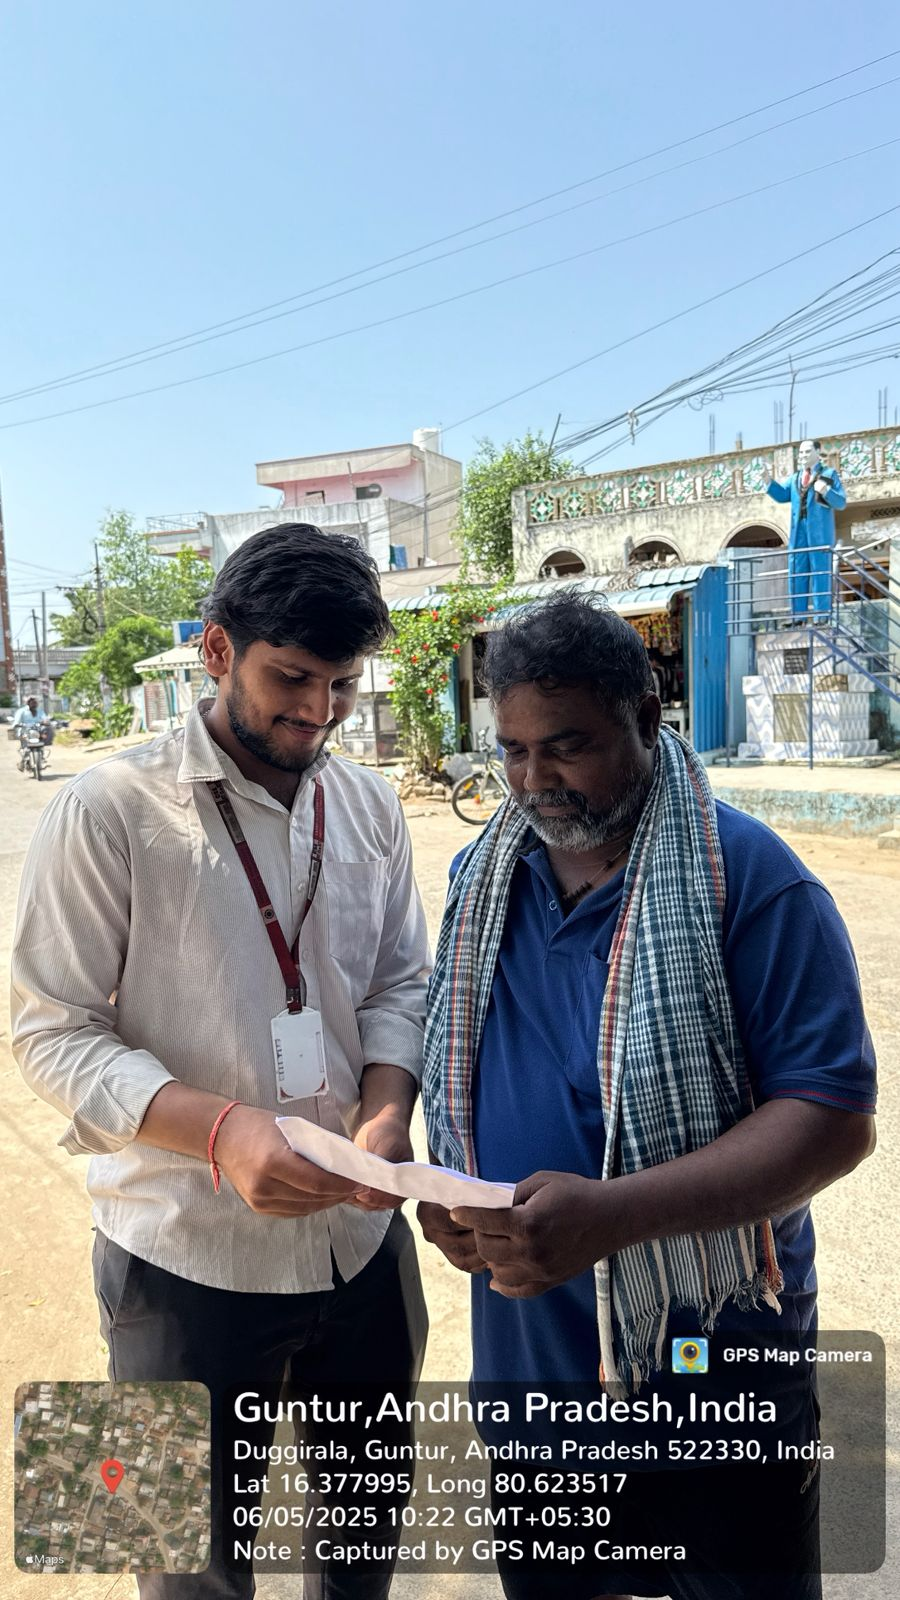 GPS Map Camera
Guntur,Andhra Pradesh,India
Duggirala, Guntur, Andhra Pradesh 522330, India
Lat 16.377995, Long 80.623517
06/05/2025 10:22 GMT+05:30
Note : Captured by GPS Map Camera
Maps